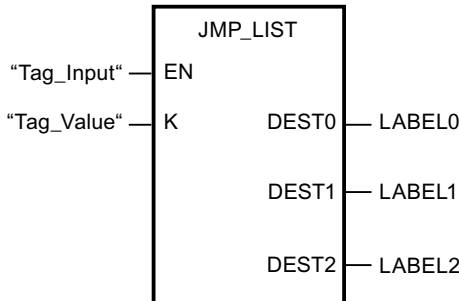 JMP_LIST
“Tag_Input“ EN
“Tag_Value“ K DEST0 LABEL0
DEST1 LABEL1
DEST2 LABEL2